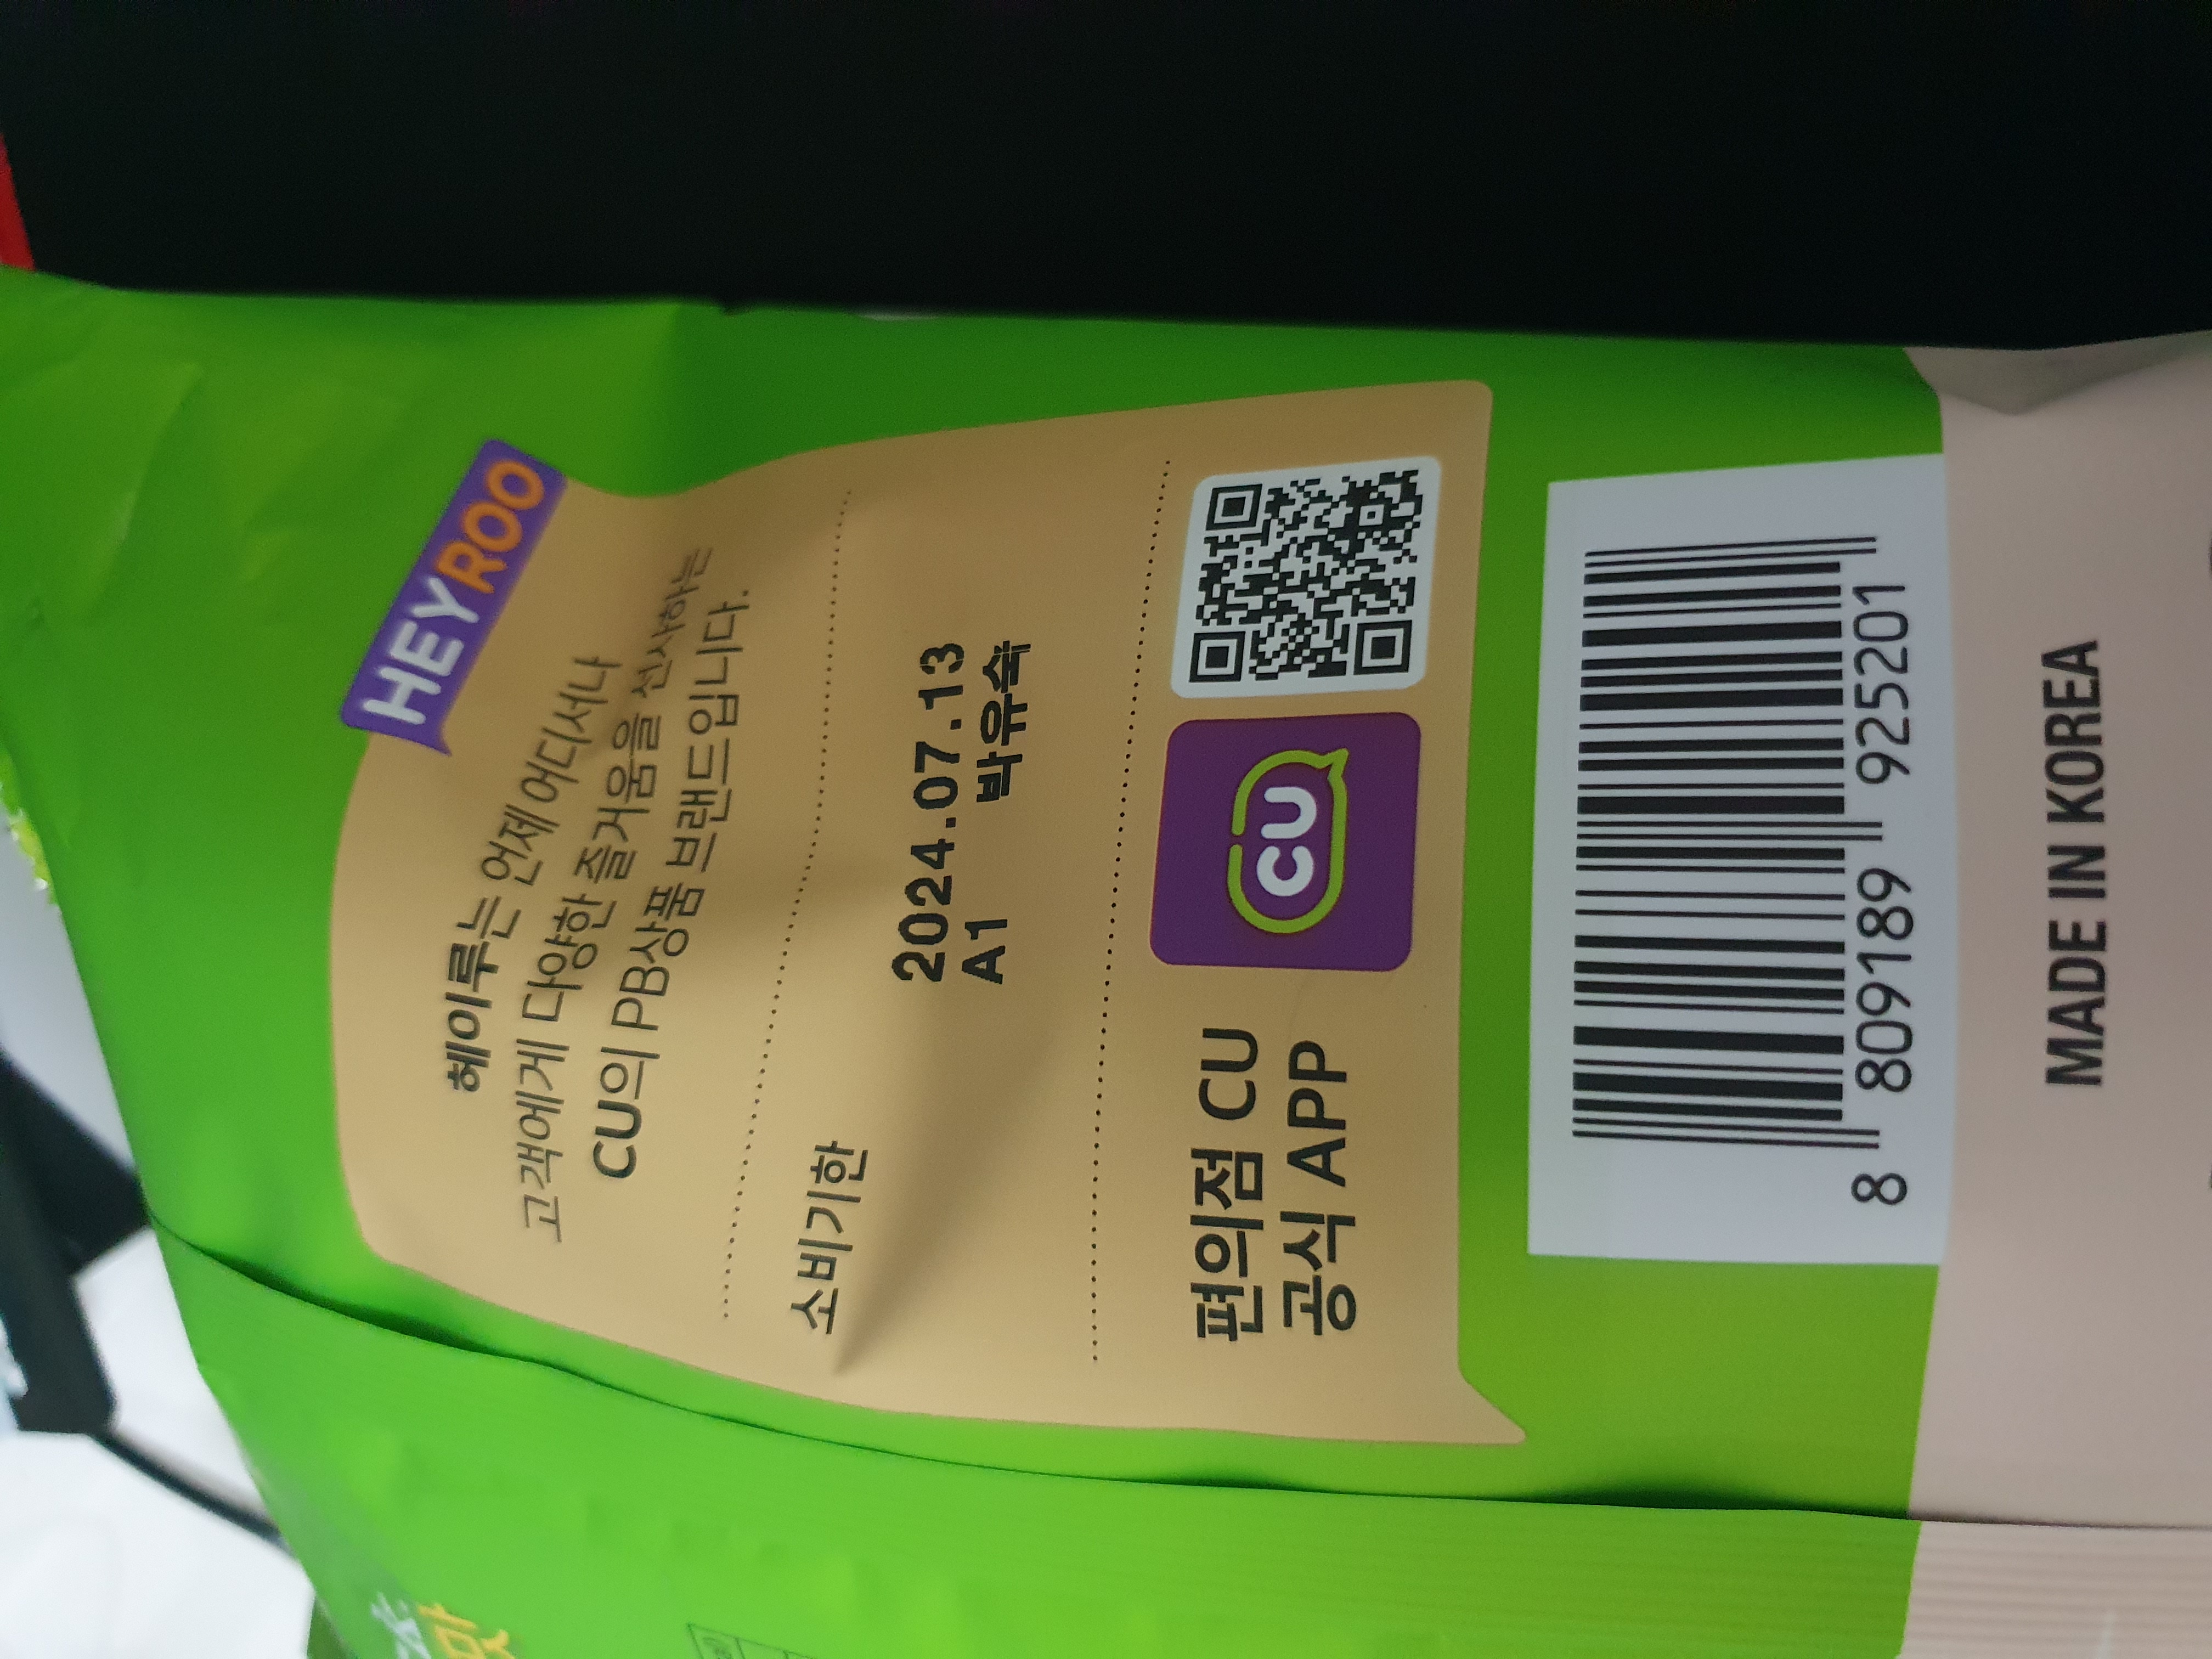 HEYROO
헤이루는 언제 어디서나
고객에게 다양한 즐거움을 선사하는
CU의 PB상품 브랜드입니다.
소비기한
2024.07.13
A1 박유숙
편의점 CU
공식 APP
CU
8 809189 925201
MADE IN KOREA
맛